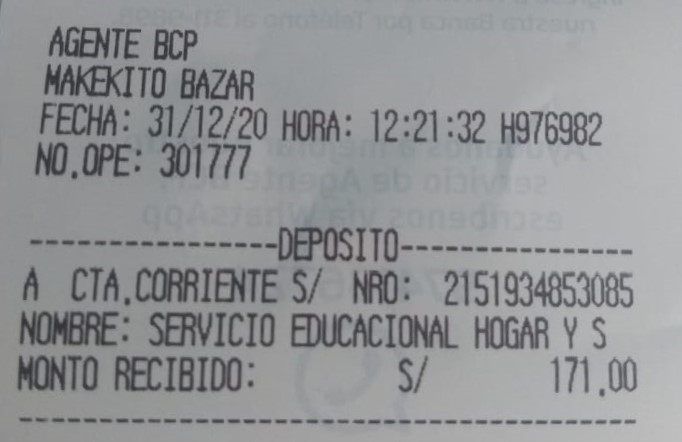 AGENTE BCP
MAKEKITO BAZAR
FECHA: 31/12/20 HORA: 12:21:32 H976982
NO.OPE: 301777
----------------DEPOSITO---------------
A CTA.CORRIENTE S/ NRO: 2151934853085
NOMBRE: SERVICIO EDUCACIONAL HOGAR Y S
MONTO RECIBIDO: S/ 171.00
---------------------------------------